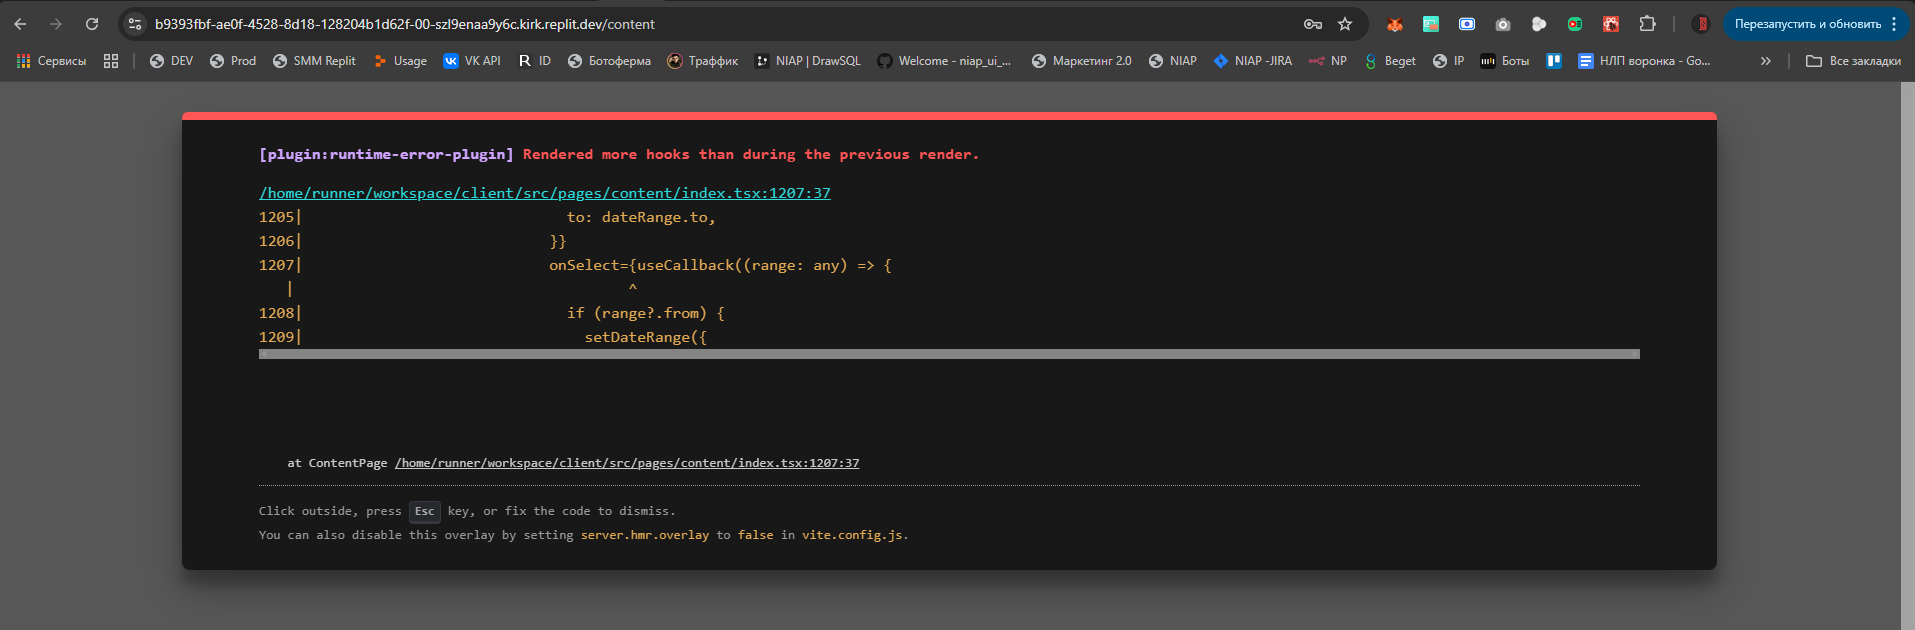 b9393fbf-ae0f-4528-8d18-128204b1d62f-00-szl9enaa9y6c.kirk.replit.dev/content
Перезапустить и обновить
Сервисы DEV Prod SMM Replit Usage VK API R ID Ботоферма Траффик NIAP | DrawSQL Welcome - niap_ui_... Маркетинг 2.0 NIAP NIAP -JIRA NP Beget IP Боты НЛП воронка - Go... » Все закладки
[plugin:runtime-error-plugin] Rendered more hooks than during the previous render.
/home/runner/workspace/client/src/pages/content/index.tsx:1207:37
1205| to: dateRange.to,
1206| }}
1207| onSelect={useCallback((range: any) => {
| ^
1208| if (range?.from) {
1209| setDateRange({
at ContentPage /home/runner/workspace/client/src/pages/content/index.tsx:1207:37
Click outside, press Esc key, or fix the code to dismiss.
You can also disable this overlay by setting server.hmr.overlay to false in vite.config.js.